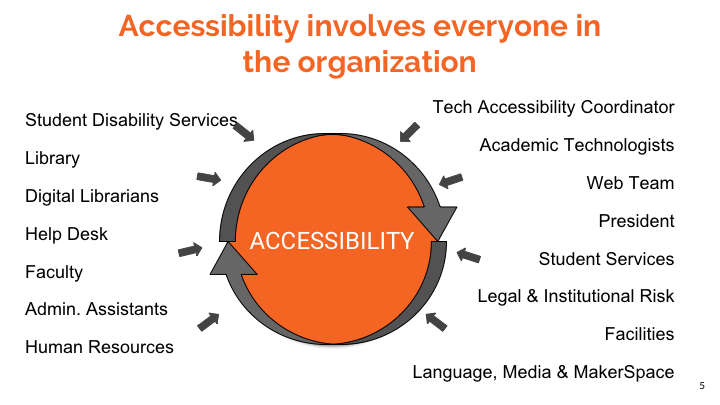 Accessibility involves everyone in
the organization
Student Disability Services
Library
Digital Librarians
Help Desk
Faculty
Admin. Assistants
Human Resources
ACCESSIBILITY
Tech Accessibility Coordinator
Academic Technologists
Web Team
President
Student Services
Legal & Institutional Risk
Facilities
Language, Media & MakerSpace
5